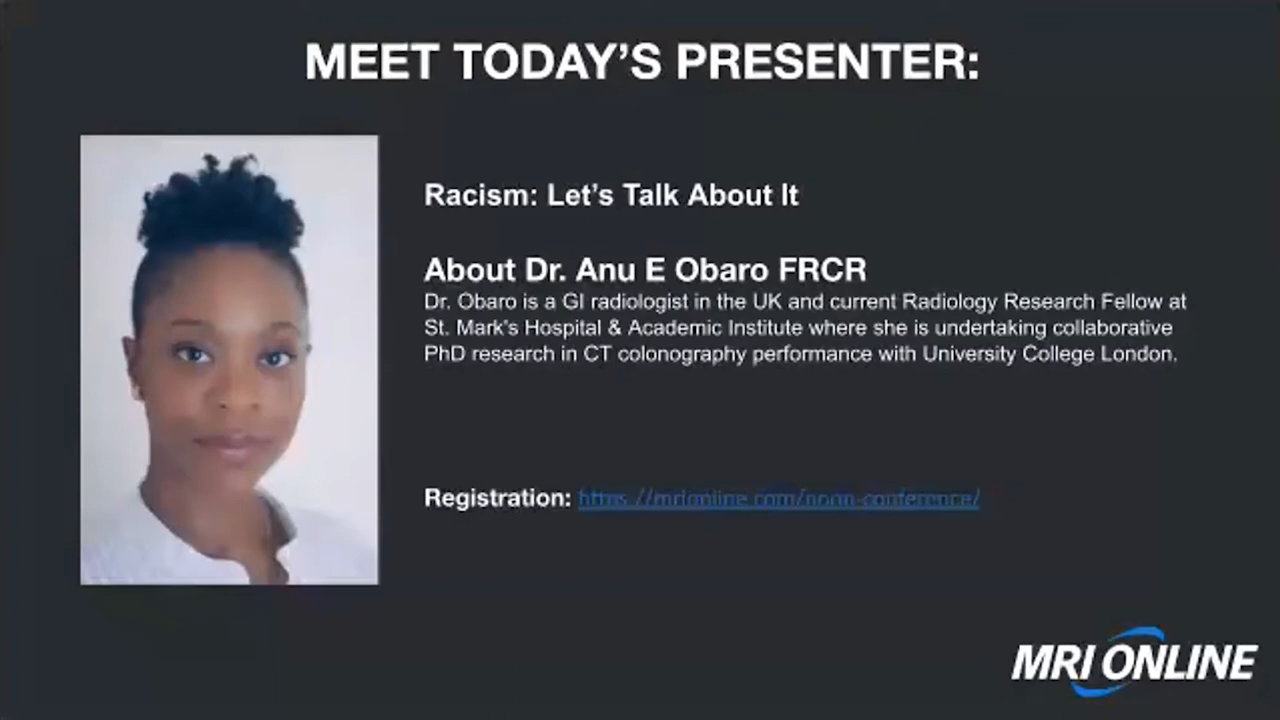 MEET TODAY’S PRESENTER:
Racism: Let’s Talk About It
About Dr. Anu E Obaro FRCR
Dr. Obaro is a GI radiologist in the UK and current Radiology Research Fellow at
St. Mark's Hospital & Academic Institute where she is undertaking collaborative
PhD research in CT colonography performance with University College London.
Registration: https://mrionline.com/noon-conference/
MRI ONLINE